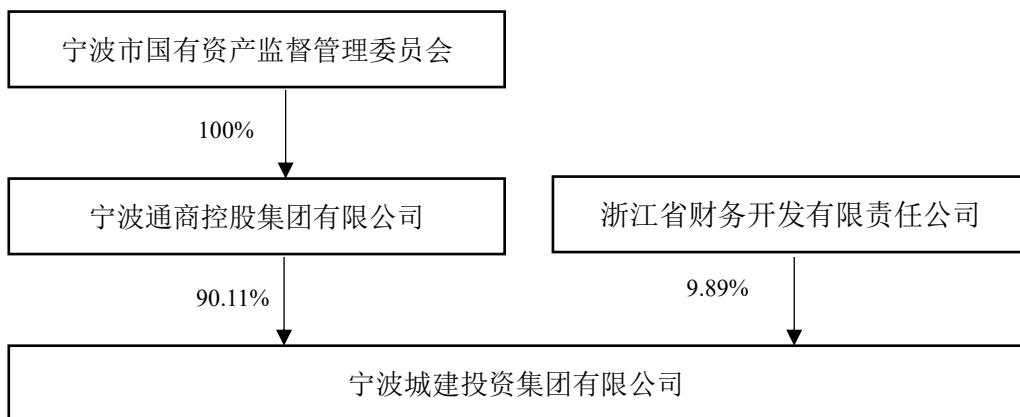 宁波市国有资产监督管理委员会
100%
宁波通商控股集团有限公司
浙江省财务开发有限责任公司
90.11%
9.89%
宁波城建投资集团有限公司